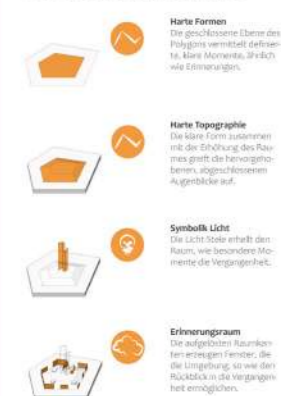 Harte Formen
Die geschlossene Ebene des
Polygons vermittelt definier-
te, klare Momente, ähnlich
wie Erinnerungen.
Harte Topographie
Die klare Form zusammen
mit der Erhöhung des Rau-
mes greift die hervorgeho-
benen, abgeschlossenen
Augenblicke auf.
Symbolik Licht
Die Licht-Stele erhellt den
Raum, wie besondere Mo-
mente die Vergangenheit.
Erinnerungsraum
Die aufgelösten Raumkan-
ten erzeugen Fenster, die
die Umgebung, so wie den
Rückblick in die Vergangen-
heit ermöglichen.